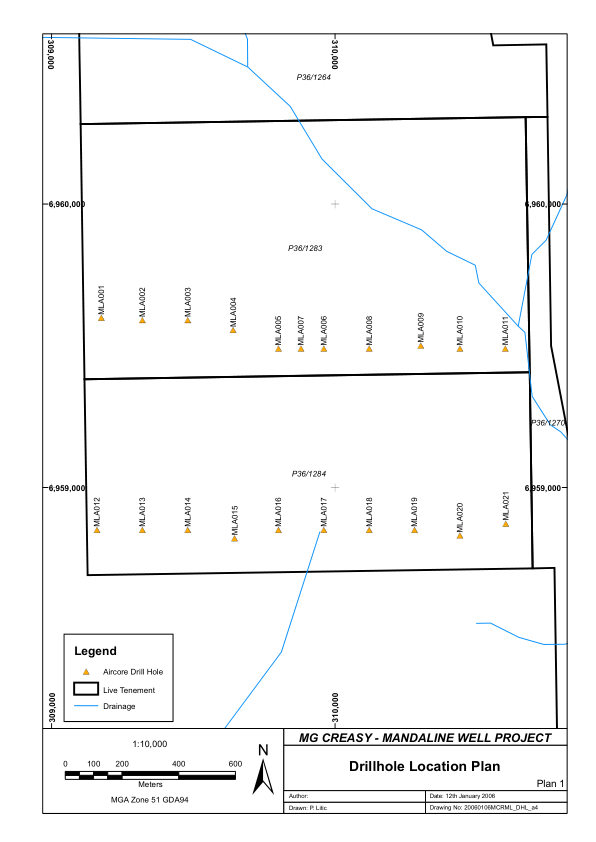 309,000
310,000
P36/1264
6,960,000
6,960,000
P36/1283
MLA001
MLA002
MLA003
MLA004
MLA005
MLA007
MLA006
MLA008
MLA009
MLA010
MLA011
P36/1270
P36/1284
6,959,000
6,959,000
MLA012
MLA013
MLA014
MLA015
MLA016
MLA017
MLA018
MLA019
MLA020
MLA021
Legend
Aircore Drill Hole
Live Tenement
Drainage
309,000
310,000
1:10,000
0 100 200 400 600
Meters
MGA Zone 51 GDA94
N
MG CREASY - MANDALINE WELL PROJECT
Drillhole Location Plan
Plan 1
Author:
Date: 12th January 2006
Drawn: P. Litic
Drawing No: 20060106MCRML_DHL_a4